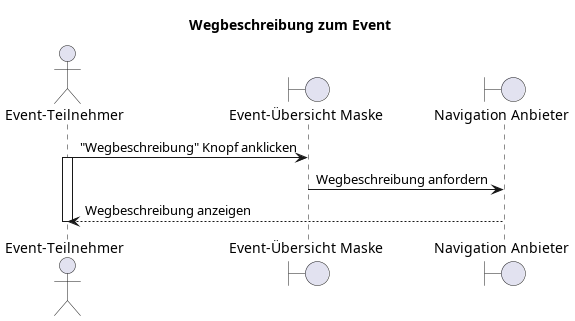 Wegbeschreibung zum Event
Event-Teilnehmer
Event-Übersicht Maske
Navigation Anbieter
"Wegbeschreibung" Knopf anklicken
Wegbeschreibung anfordern
Wegbeschreibung anzeigen
Event-Teilnehmer
Event-Übersicht Maske
Navigation Anbieter